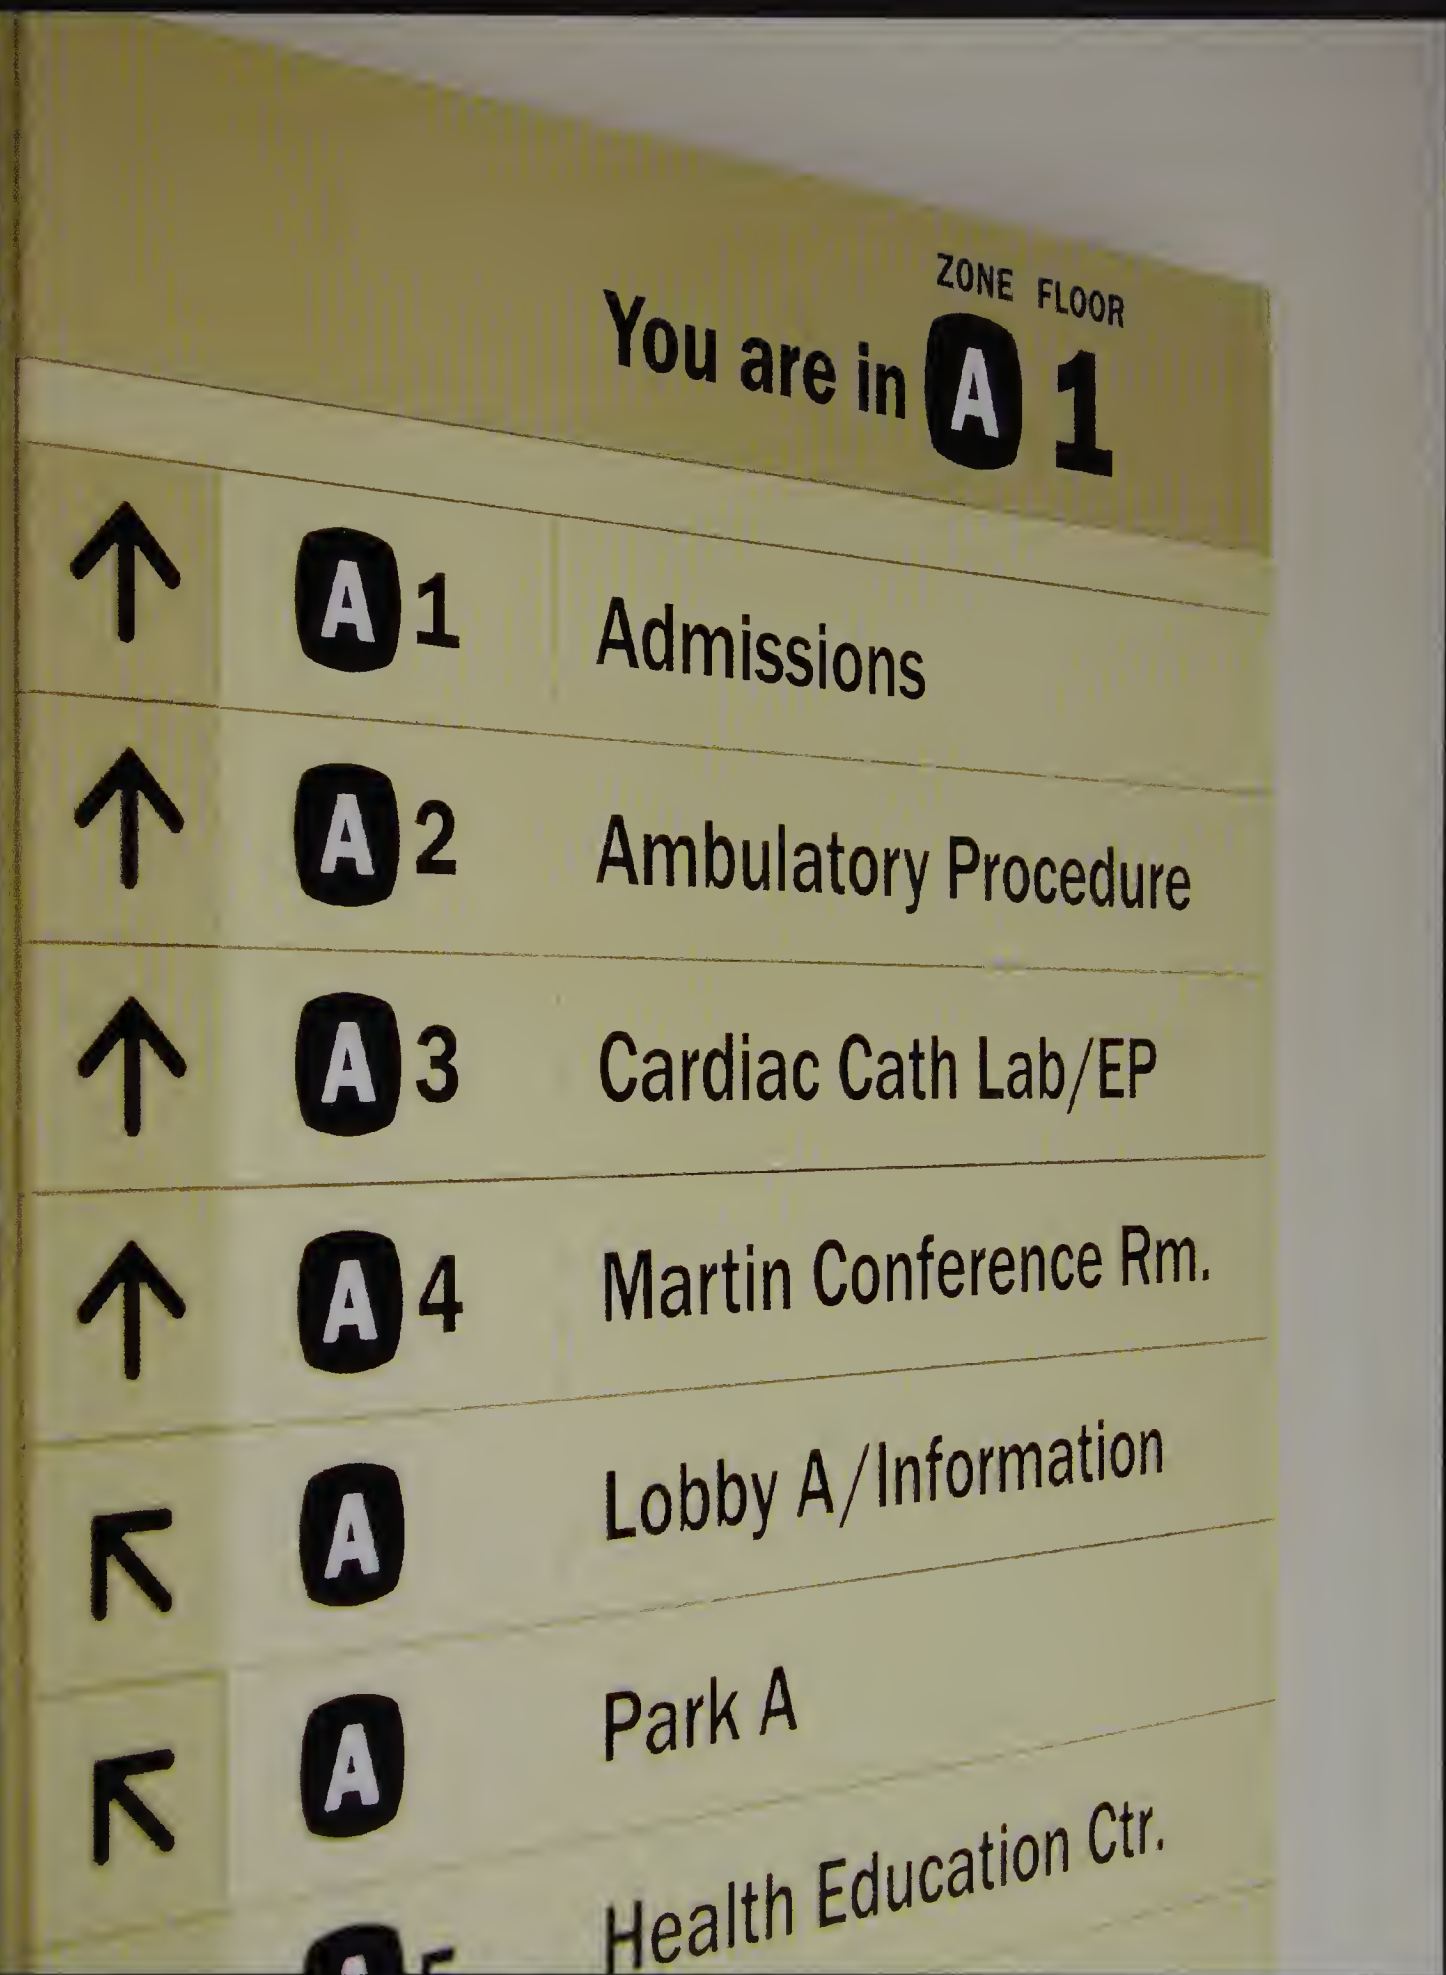 ZONE FLOOR
You are in A 1
A 1 Admissions
A 2 Ambulatory Procedure
A 3 Cardiac Cath Lab/EP
A 4 Martin Conference Rm.
A Lobby A/Information
A Park A
A Health Education Ctr.